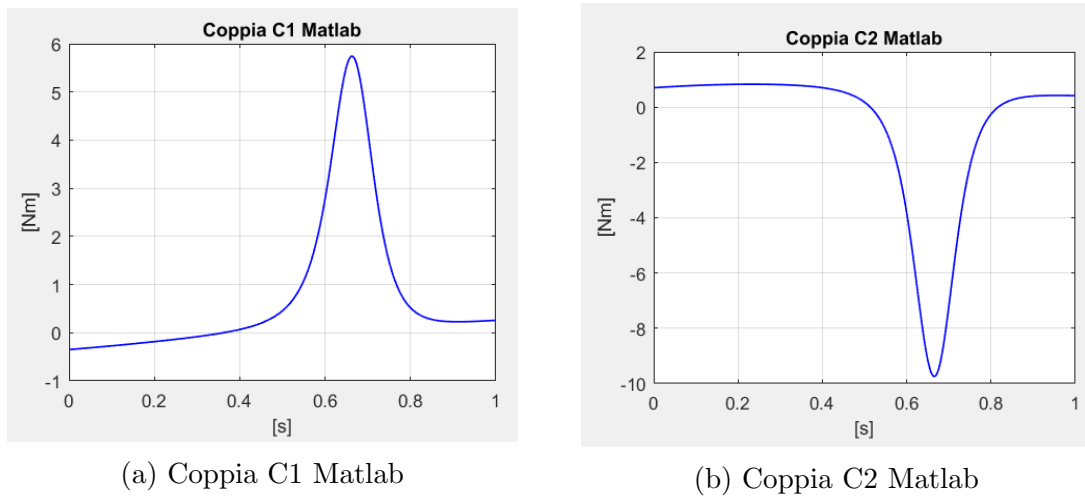 Coppia C1 Matlab
6
5
4
3
2
1
0
-1
[Nm]
0 0.2 0.4 0.6 0.8 1
[s]
(a) Coppia C1 Matlab
Coppia C2 Matlab
2
0
-2
-4
-6
-8
-10
[Nm]
0 0.2 0.4 0.6 0.8 1
[s]
(b) Coppia C2 Matlab